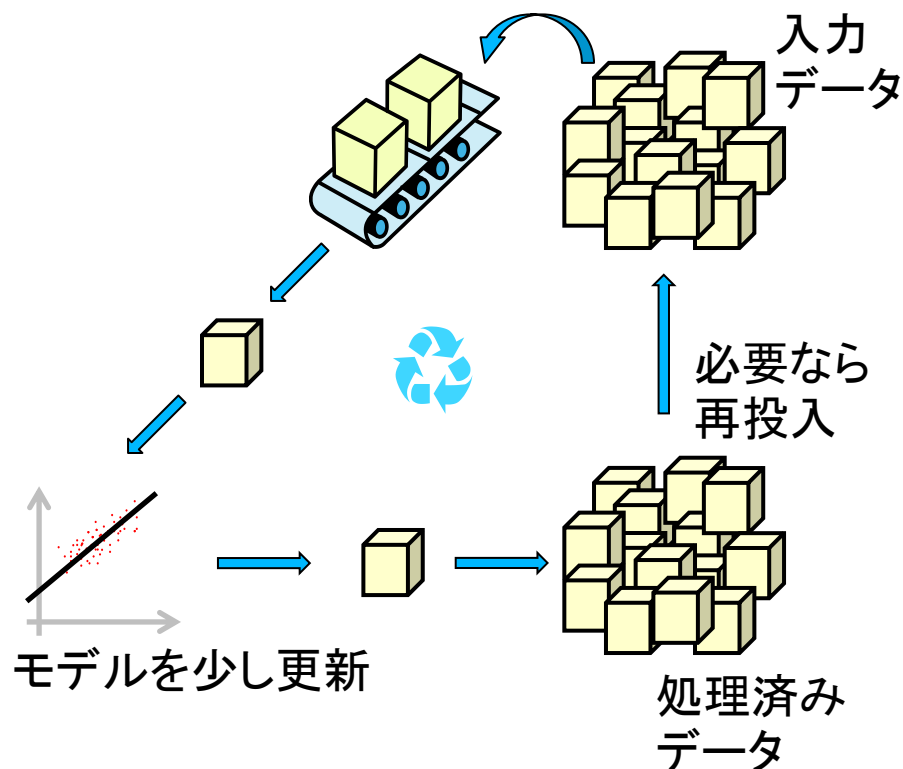 入力
データ
必要なら
再投入
モデルを少し更新
処理済み
データ